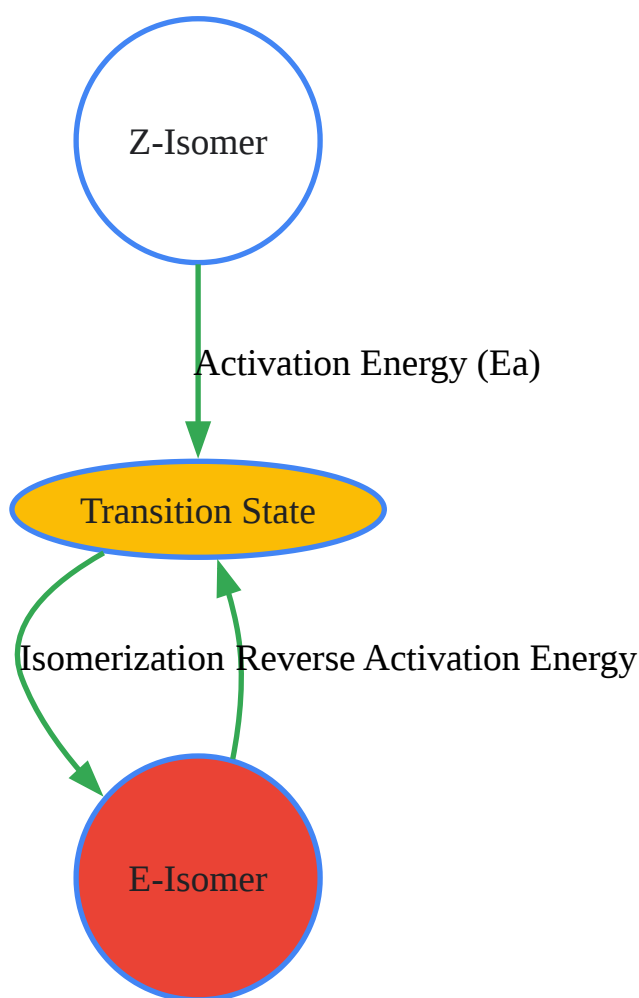 Z-Isomer
Activation Energy (Ea)
Transition State
Isomerization
Reverse Activation Energy
E-Isomer